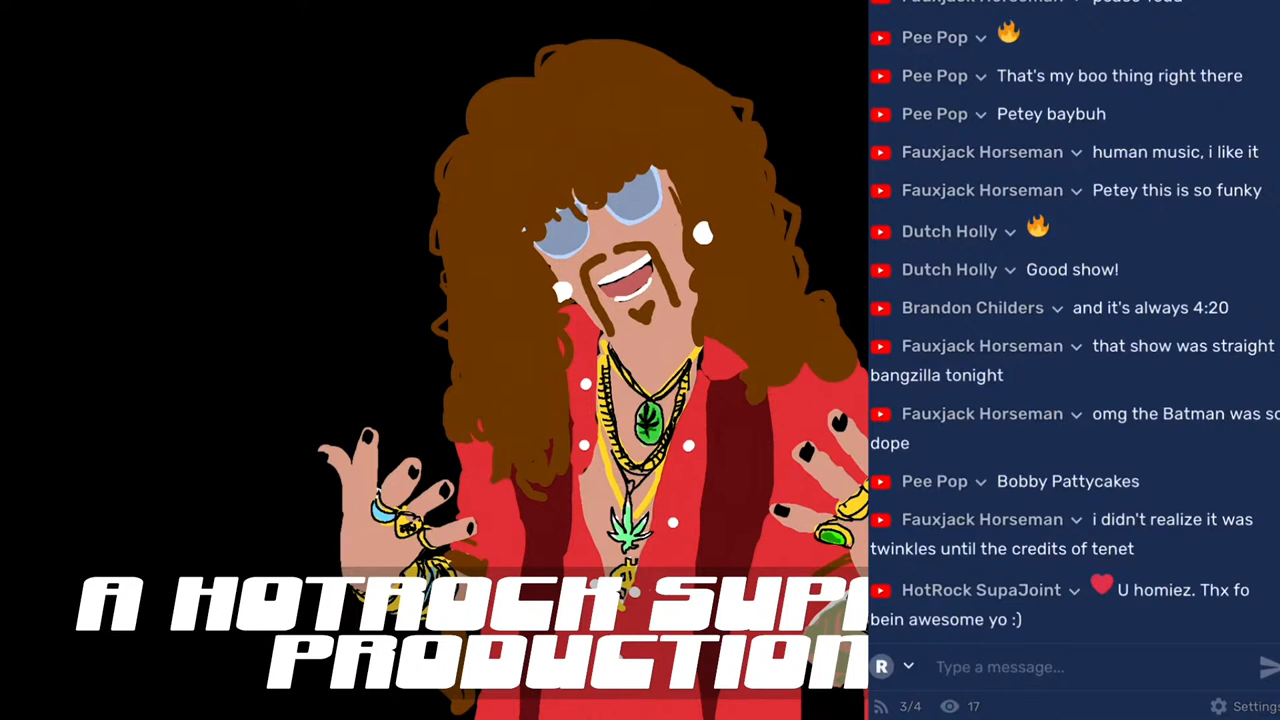 Pee Pop 🔥
Pee Pop That's my boo thing right there
Pee Pop Petey baybuh
Fauxjack Horseman human music, i like it
Fauxjack Horseman Petey this is so funky
Dutch Holly 🔥
Dutch Holly Good show!
Brandon Childers and it's always 4:20
Fauxjack Horseman that show was straight
bangzilla tonight
Fauxjack Horseman omg the Batman was so
dope
Pee Pop Bobby Pattycakes
Fauxjack Horseman i didn't realize it was
twinkles until the credits of tenet
HotRock SupaJoint ❤️ U homiez. Thx fo
bein awesome yo :)
R Type a message...
3/4 17 Settings
A HOTROCK SUP
PRODUCTION